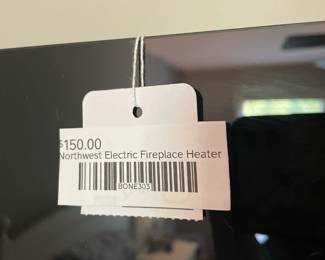 $150.00
Northwest Electric Fireplace Heater
BONE303